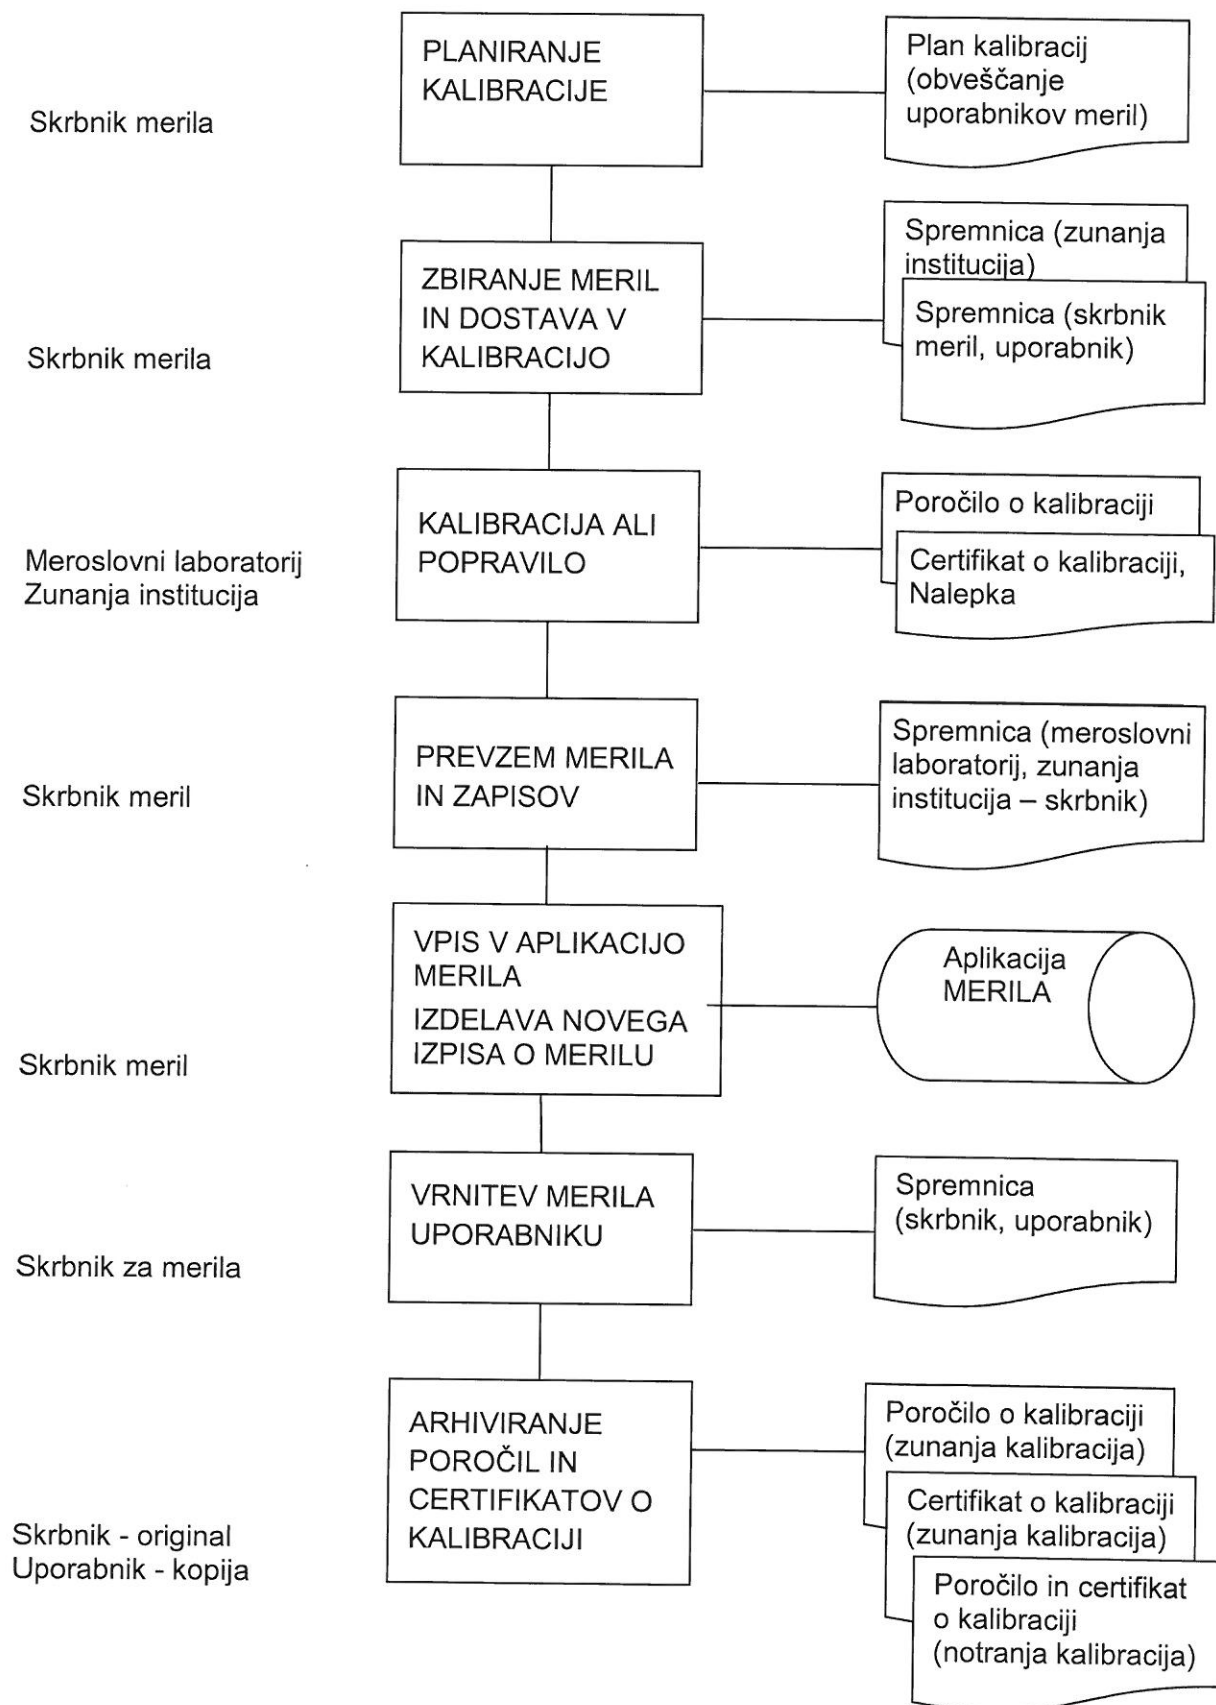 PLANIRANJE
KALIBRACIJE
Plan kalibracij
(obveščanje
uporabnikov meril)
Skrbnik merila
ZBIRANJE MERIL
IN DOSTAVA V
KALIBRACIJO
Spremnica (zunanja
institucija)
Spremnica (skrbnik
meril, uporabnik)
Skrbnik merila
KALIBRACIJA ALI
POPRAVILO
Poročilo o kalibraciji
Certifikat o kalibraciji,
Nalepka
Meroslovni laboratorij
Zunanja institucija
PREVZEM MERILA
IN ZAPISOV
Spremnica (meroslovni
laboratorij, zunanja
institucija – skrbnik)
Skrbnik meril
VPIS V APLIKACIJO
MERILA
IZDELAVA NOVEGA
IZPISA O MERILU
Aplikacija
MERILA
Skrbnik meril
VRNITEV MERILA
UPORABNIKU
Spremnica
(skrbnik, uporabnik)
Skrbnik za merila
ARHIVIRANJE
POROČIL IN
CERTIFIKATOV O
KALIBRACIJI
Poročilo o kalibraciji
(zunanja kalibracija)
Certifikat o kalibraciji
(zunanja kalibracija)
Poročilo in certifikat
o kalibraciji
(notranja kalibracija)
Skrbnik - original
Uporabnik - kopija